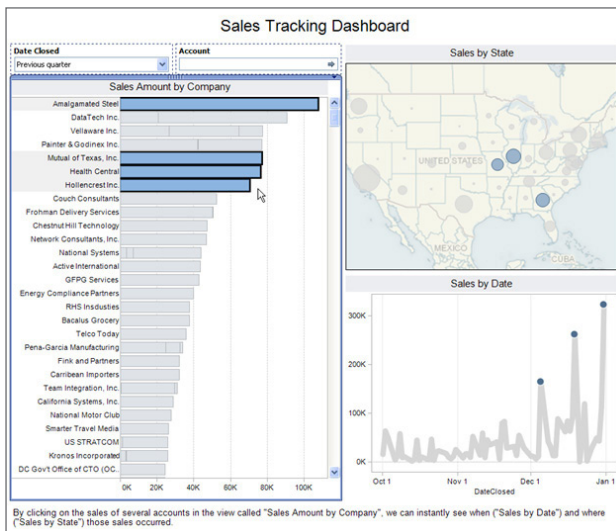 Sales Tracking Dashboard
Date Closed
Previous quarter
Account
Sales Amount by Company
Amalgamated Steel
DataTech Inc.
Vellaware Inc.
Painter & Godinex Inc.
Mutual of Texas, Inc.
Health Central
Hollencrest Inc.
Couch Consultants
Frohman Delivery Services
Chestnut Hill Technology
Network Consultants, Inc.
National Systems
Active International
GFPG Services
Energy Compliance Partners
RHS Insdusties
Bacalus Grocery
Telco Today
Pena-Garcia Manufacturing
Fink and Partners
Carribean Importers
Team Integration, Inc.
California Systems, Inc.
National Motor Club
Smarter Travel Media
US STRATCOM
Kronos Incorporated
DC Gov't Office of CTO (OC..
0K 20K 40K 60K 80K 100K
Sales by State
UNITED STATES
MEXICO
CUBA
Sales by Date
300K
200K
100K
0K
Oct 1 Nov 1 Dec 1 Jan 1
DateClosed
By clicking on the sales of several accounts in the view called "Sales Amount by Company", we can instantly see when ("Sales by Date") and where
("Sales by State") those sales occurred.